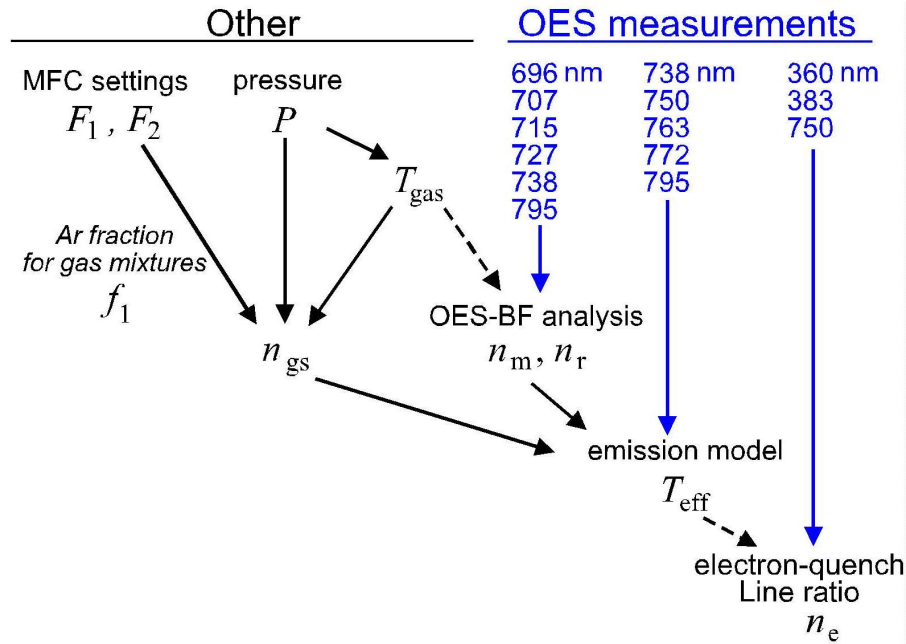 Other
OES measurements
MFC settings
F1 , F2
pressure
P
Tgas
Ar fraction
for gas mixtures
f1
ngs
696 nm
707
715
727
738
795
738 nm
750
763
772
795
360 nm
383
750
OES-BF analysis
nm, nr
emission model
Teff
electron-quench
Line ratio
ne